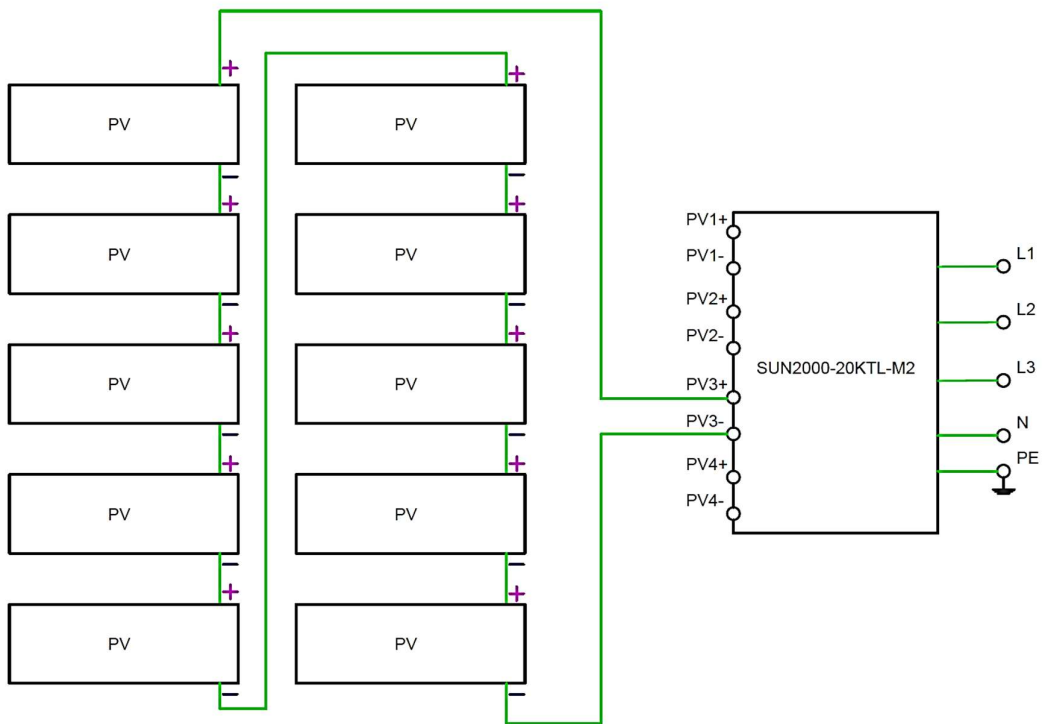 PV
PV
PV
PV
PV
PV
PV
PV
PV
PV
PV1+
PV1-
PV2+
PV2-
PV3+
PV3-
PV4+
PV4-
SUN2000-20KTL-M2
L1
L2
L3
N
PE